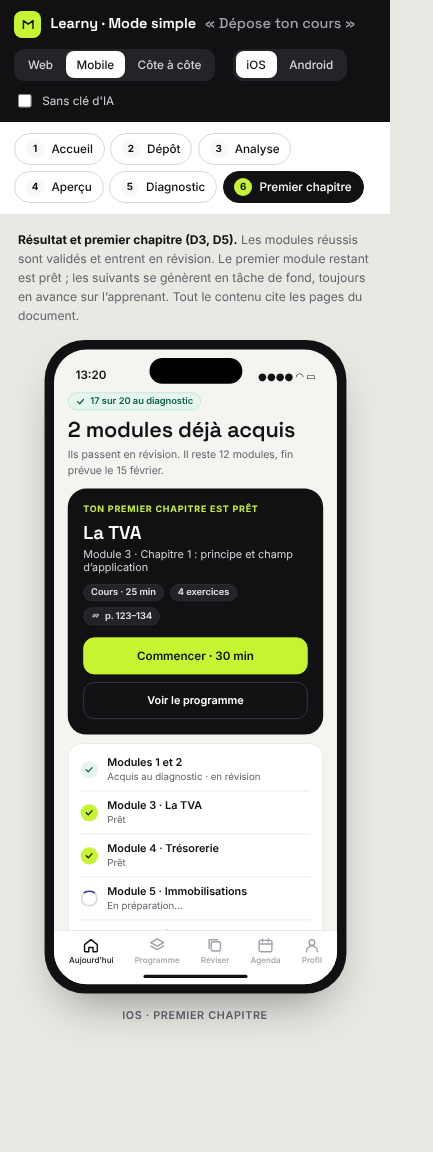 Learny · Mode simple « Dépose ton cours »
Web Mobile Côte à côte iOS Android
Sans clé d'IA
1 Accueil 2 Dépôt 3 Analyse
4 Aperçu 5 Diagnostic 6 Premier chapitre
Résultat et premier chapitre (D3, D5). Les modules réussis
sont validés et entrent en révision. Le premier module restant
est prêt ; les suivants se génèrent en tâche de fond, toujours
en avance sur l'apprenant. Tout le contenu cite les pages du
document.
13:20
17 sur 20 au diagnostic
2 modules déjà acquis
Ils passent en révision. Il reste 12 modules, fin
prévue le 15 février.
TON PREMIER CHAPITRE EST PRÊT
La TVA
Module 3 · Chapitre 1 : principe et champ
d'application
Cours · 25 min 4 exercices
p. 123–134
Commencer · 30 min
Voir le programme
Modules 1 et 2
Acquis au diagnostic · en révision
Module 3 · La TVA
Prêt
Module 4 · Trésorerie
Prêt
Module 5 · Immobilisations
En préparation…
Aujourd'hui Programme Réviser Agenda Profil
IOS · PREMIER CHAPITRE